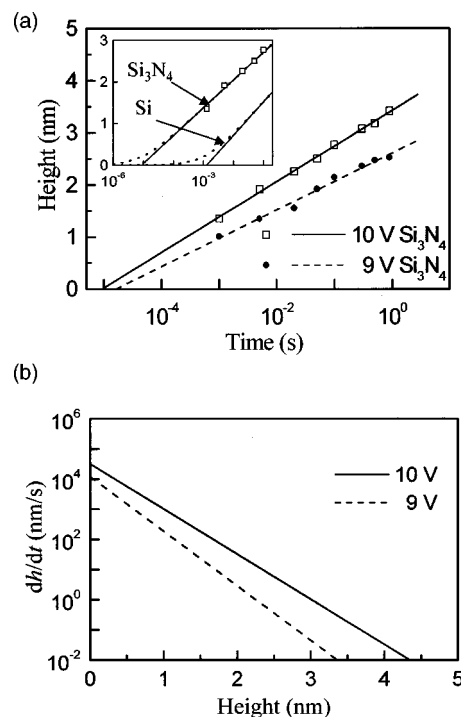 (a)
3
2
1
0
Si₃N₄
Si
10⁻⁶
10⁻³
Height (nm)
5
4
3
2
1
0
10 V Si₃N₄
9 V Si₃N₄
10⁻⁴
10⁻²
10⁰
Time (s)
(b)
dh/dt (nm/s)
10⁶
10⁴
10²
10⁰
10⁻²
10 V
9 V
0
1
2
3
4
5
Height (nm)